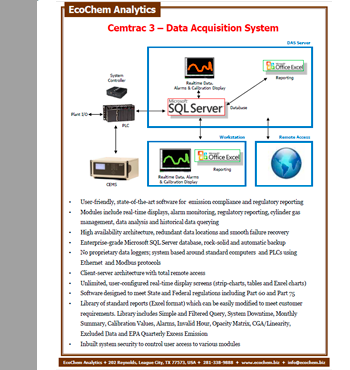 EcoChem Analytics
Cemtrac 3 – Data Acquisition System
DAS Server
System
Controller
Realtime Data,
Alarms & Calibration Display
Microsoft
Office Excel
Reporting
Plant I/O
PLC
Microsoft
SQL Server
Database
Workstation
Remote Access
CEMS
Realtime Data, Alarms
& Calibration Display
Microsoft
Office Excel
Reporting
• User-friendly, state-of-the-art software for emission compliance and regulatory reporting
• Modules include real-time displays, alarm monitoring, regulatory reporting, cylinder gas
management, data analysis and historical data querying
• High availability architecture, redundant data locations and smooth failure recovery
• Enterprise-grade Microsoft SQL Server database, rock-solid and automatic backup
• No proprietary data loggers; system based around standard computers and PLCs using
Ethernet and Modbus protocols
• Client-server architecture with total remote access
• Unlimited, user-configured real-time display screens (strip-charts, tables and Excel charts)
• Software designed to meet State and Federal regulations including Part 60 and Part 75
• Library of standard reports (Excel format) which can be easily modified to meet customer
requirements. Library includes Simple and Filtered Query, System Downtime, Monthly
Summary, Calibration Values, Alarms, Invalid Hour, Opacity Matrix, CGA/Linearity,
Excluded Data and EPA Quarterly Excess Emission
• Inbuilt system security to control user access to various modules
EcoChem Analytics • 202 Reynolds, League City, TX 77573, USA • 281-338-9888 • www.ecochem.biz • info@ecochem.biz